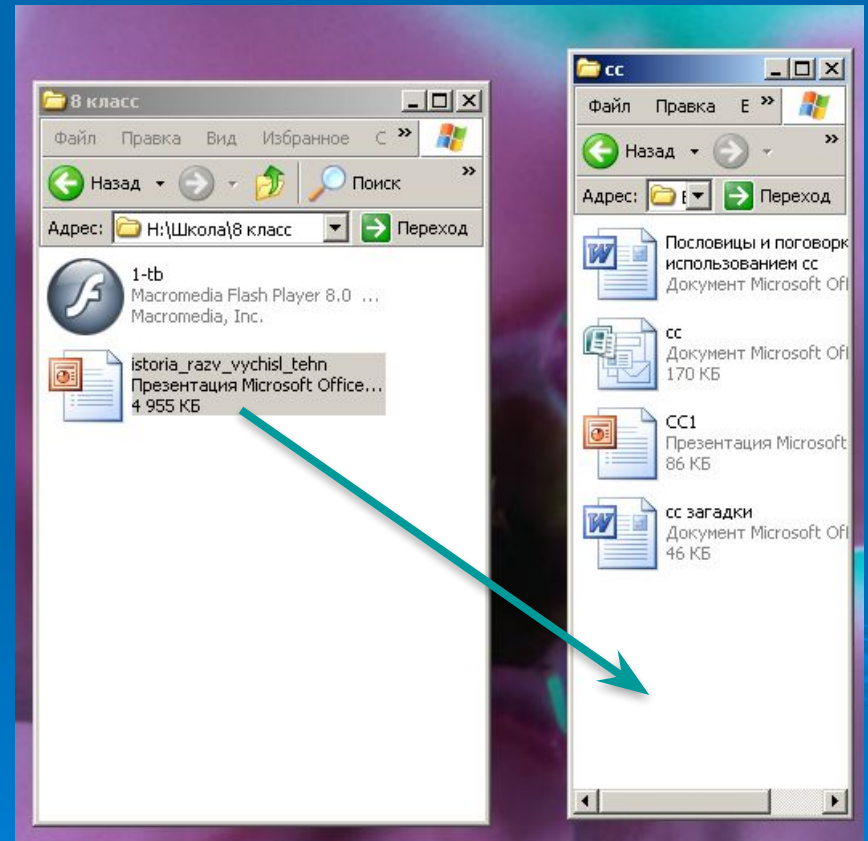 8 класс
Файл Правка Вид Избранное С »
Назад Поиск »
Адрес: H:\Школа\8 класс Переход
1-tb
Macromedia Flash Player 8.0 ...
Macromedia, Inc.
istoria_razv_vychisl_tehn
Презентация Microsoft Office...
4 955 КБ
сс
Файл Правка Е »
Назад »
Адрес: Переход
Пословицы и поговорк
использованием сс
Документ Microsoft Off
сс
Документ Microsoft Off
170 КБ
СС1
Презентация Microsoft
86 КБ
сс загадки
Документ Microsoft Off
46 КБ